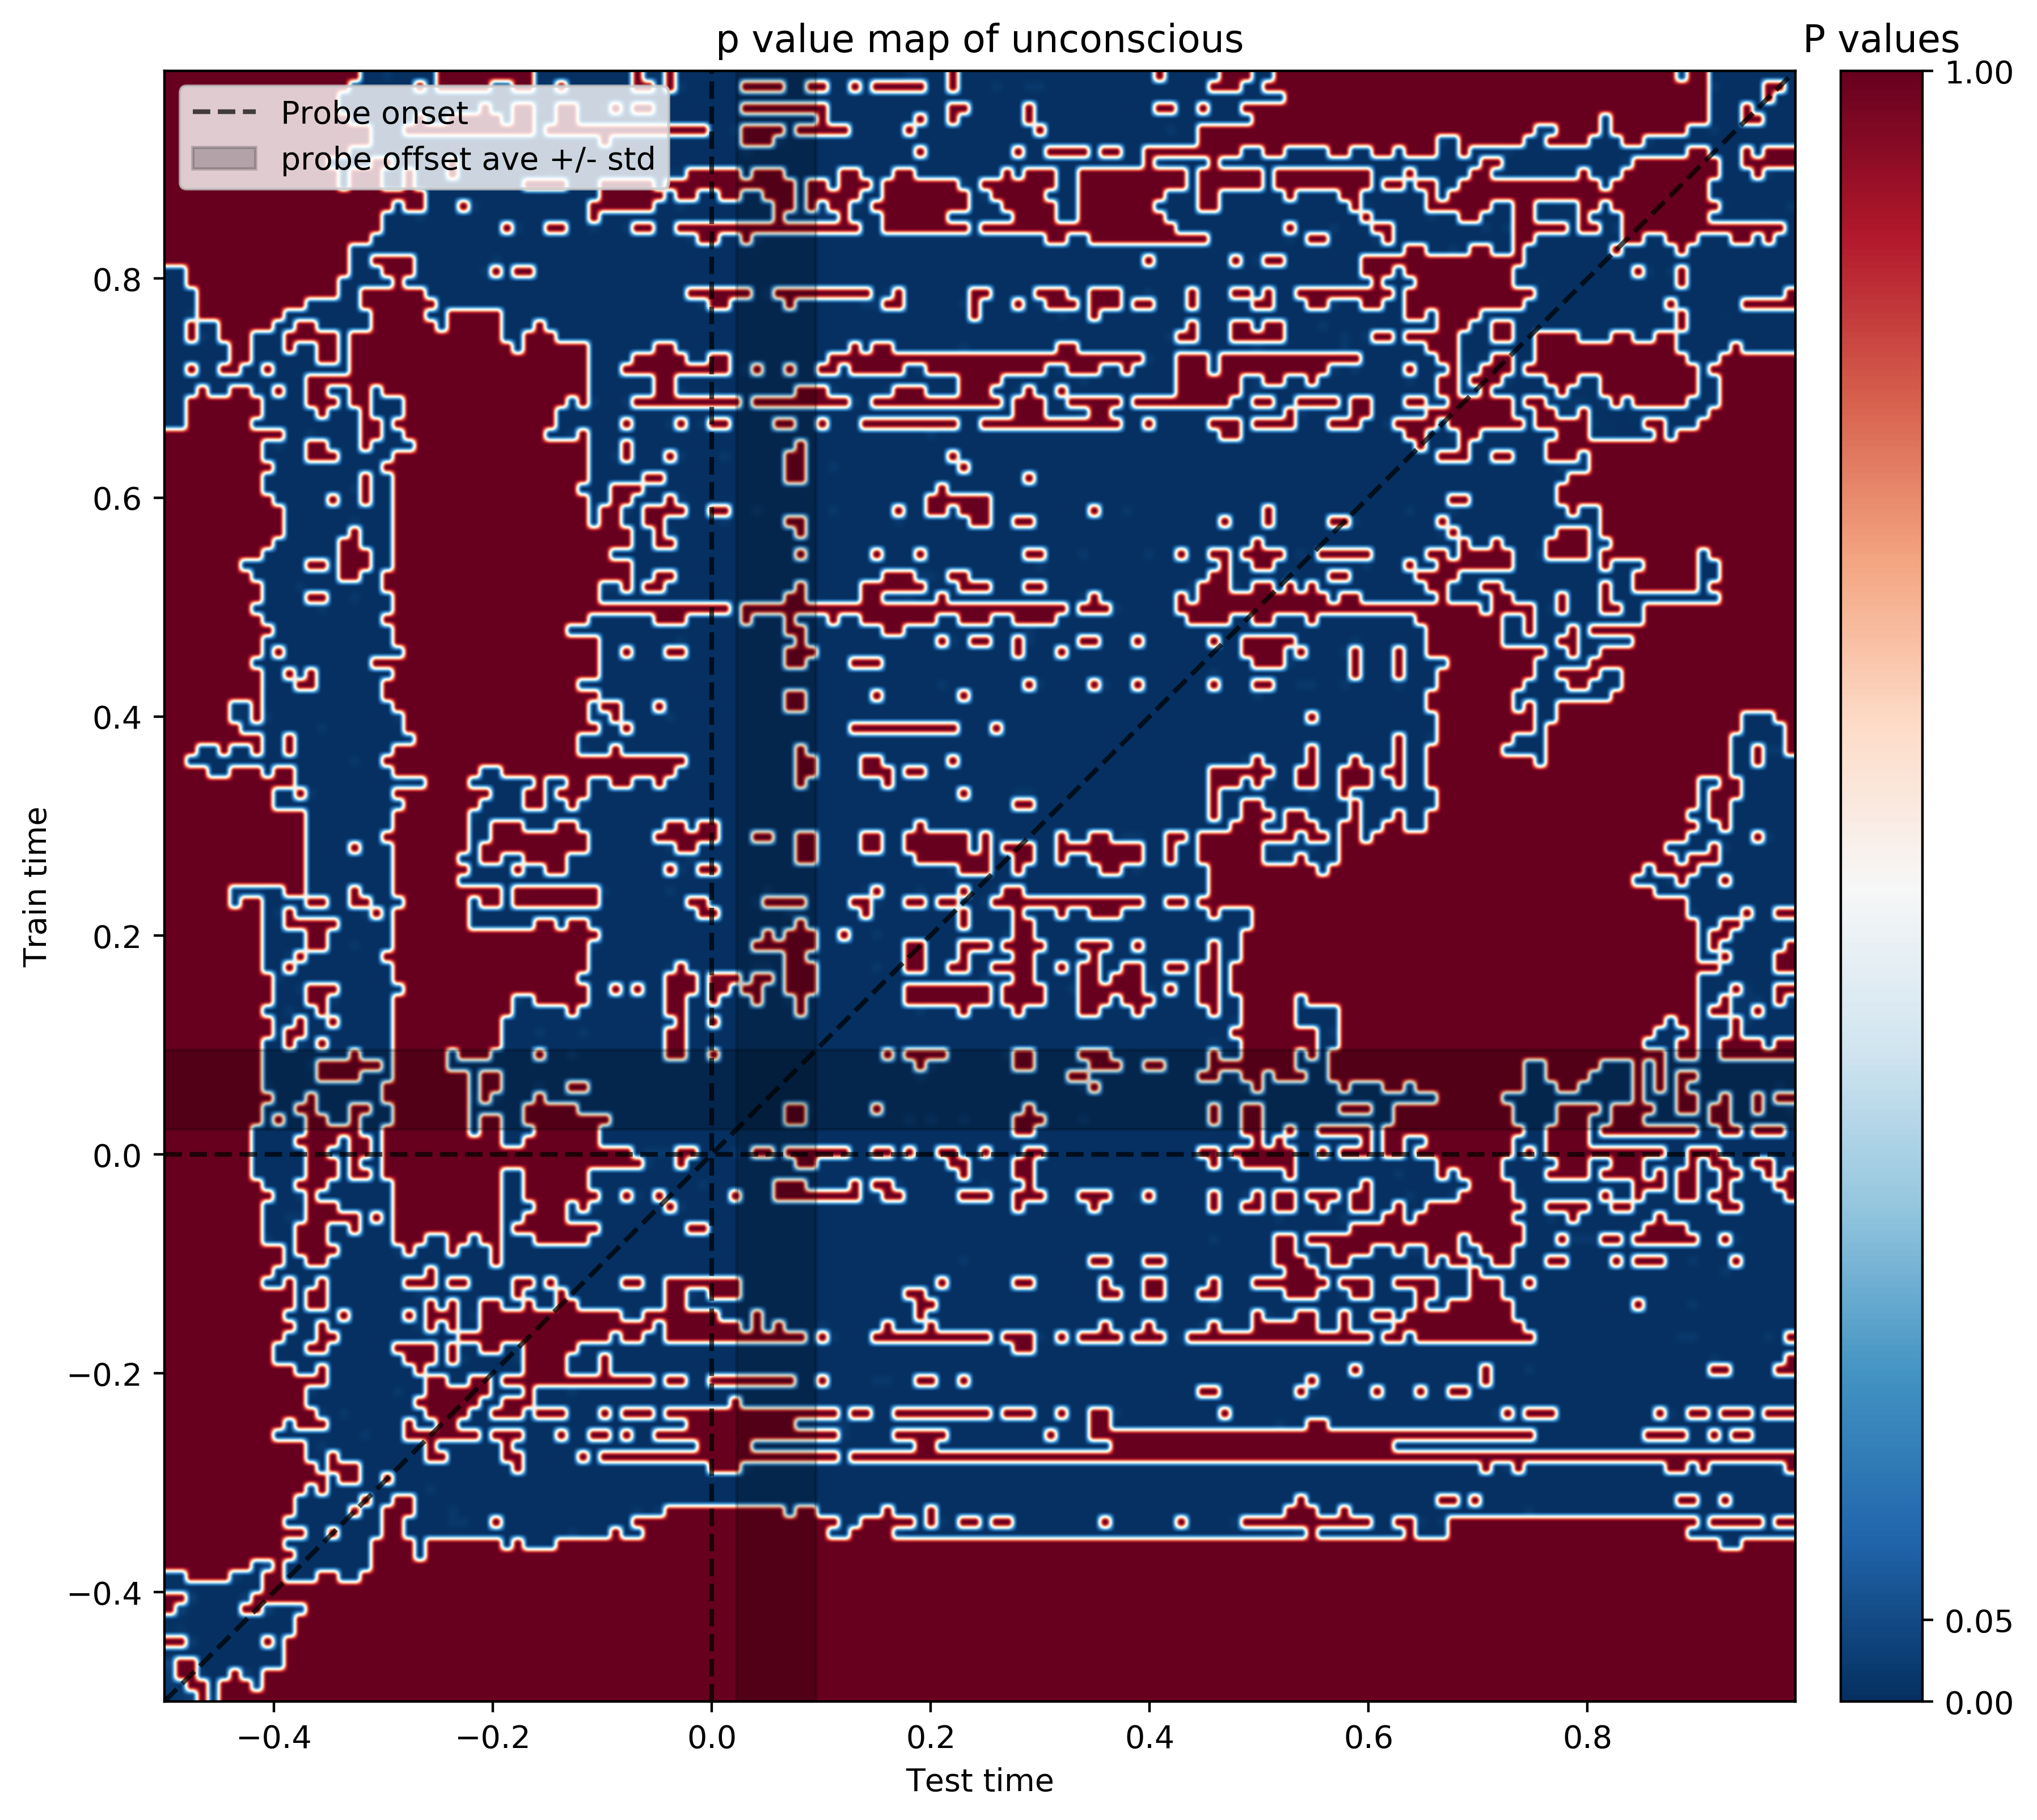 p value map of unconscious
P values
Probe onset
probe offset ave +/- std
1.00
0.05
0.00
0.8
0.6
0.4
0.2
0.0
−0.2
−0.4
Train time
−0.4
−0.2
0.0
0.2
0.4
0.6
0.8
Test time